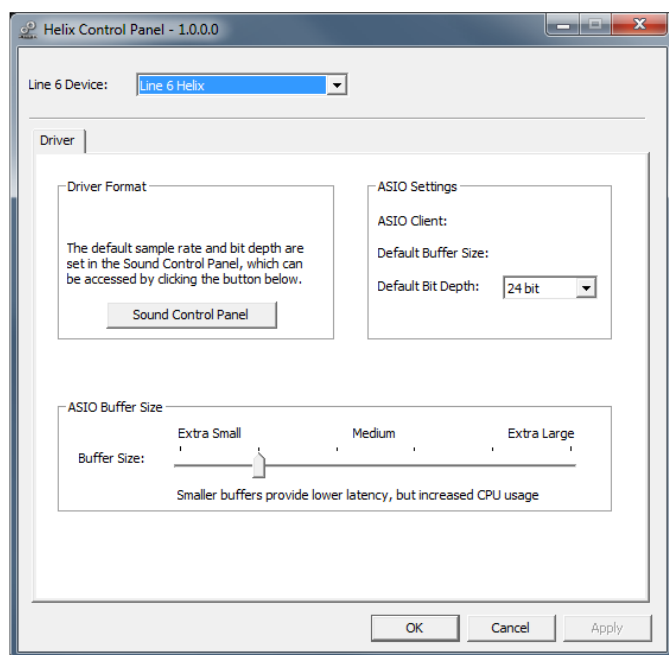 Helix Control Panel - 1.0.0.0
Line 6 Device:
Line 6 Helix
Driver
Driver Format
The default sample rate and bit depth are
set in the Sound Control Panel, which can
be accessed by clicking the button below.
Sound Control Panel
ASIO Settings
ASIO Client:
Default Buffer Size:
Default Bit Depth:
24 bit
ASIO Buffer Size
Extra Small
Medium
Extra Large
Buffer Size:
Smaller buffers provide lower latency, but increased CPU usage
OK
Cancel
Apply